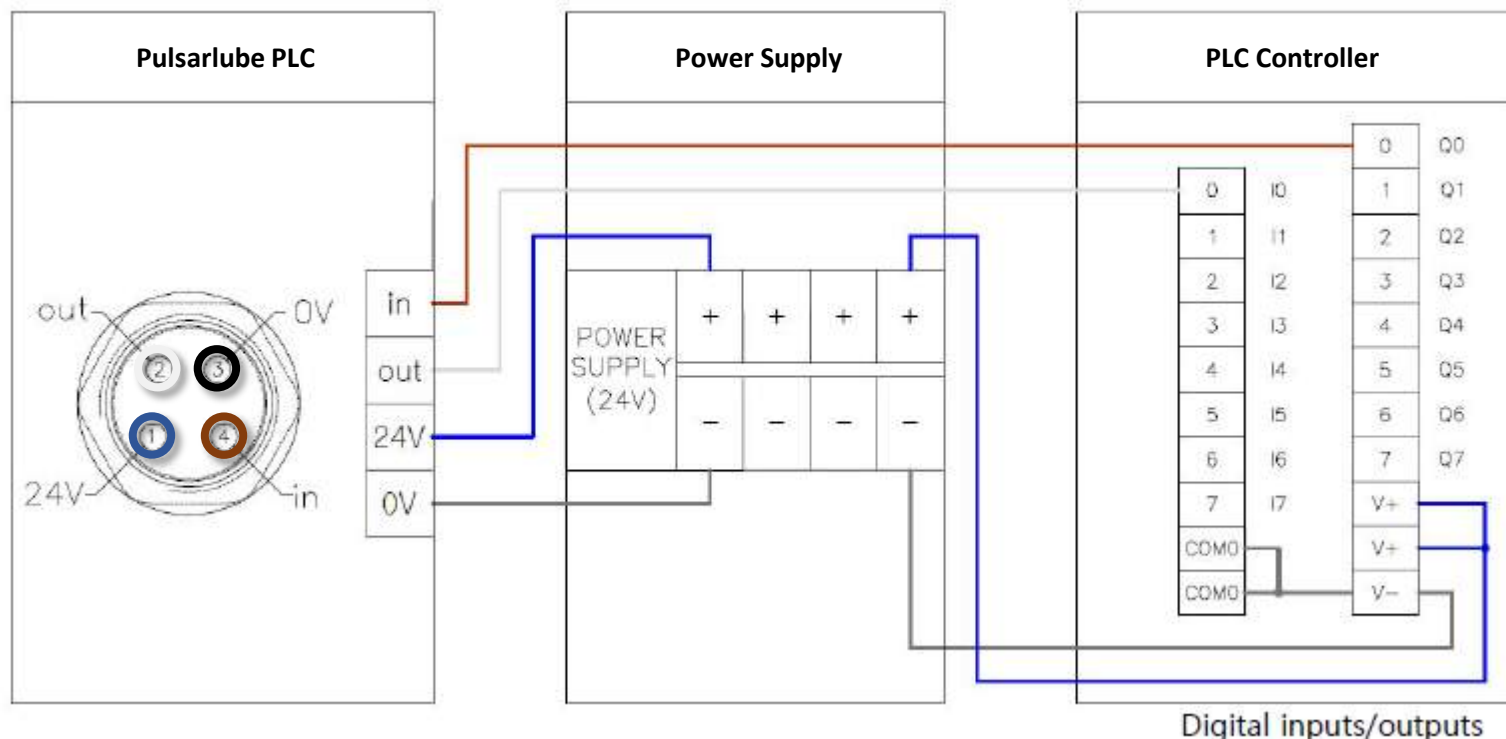 Pulsarlube PLC
Power Supply
PLC Controller
out
0V
2
3
1
4
24V
in
in
out
24V
0V
POWER
SUPPLY
(24V)
+ + + +
- - - -
0 I0
1 I1
2 I2
3 I3
4 I4
5 I5
6 I6
7 I7
COM0
COM0
0 Q0
1 Q1
2 Q2
3 Q3
4 Q4
5 Q5
6 Q6
7 Q7
V+
V+
V-
Digital inputs/outputs